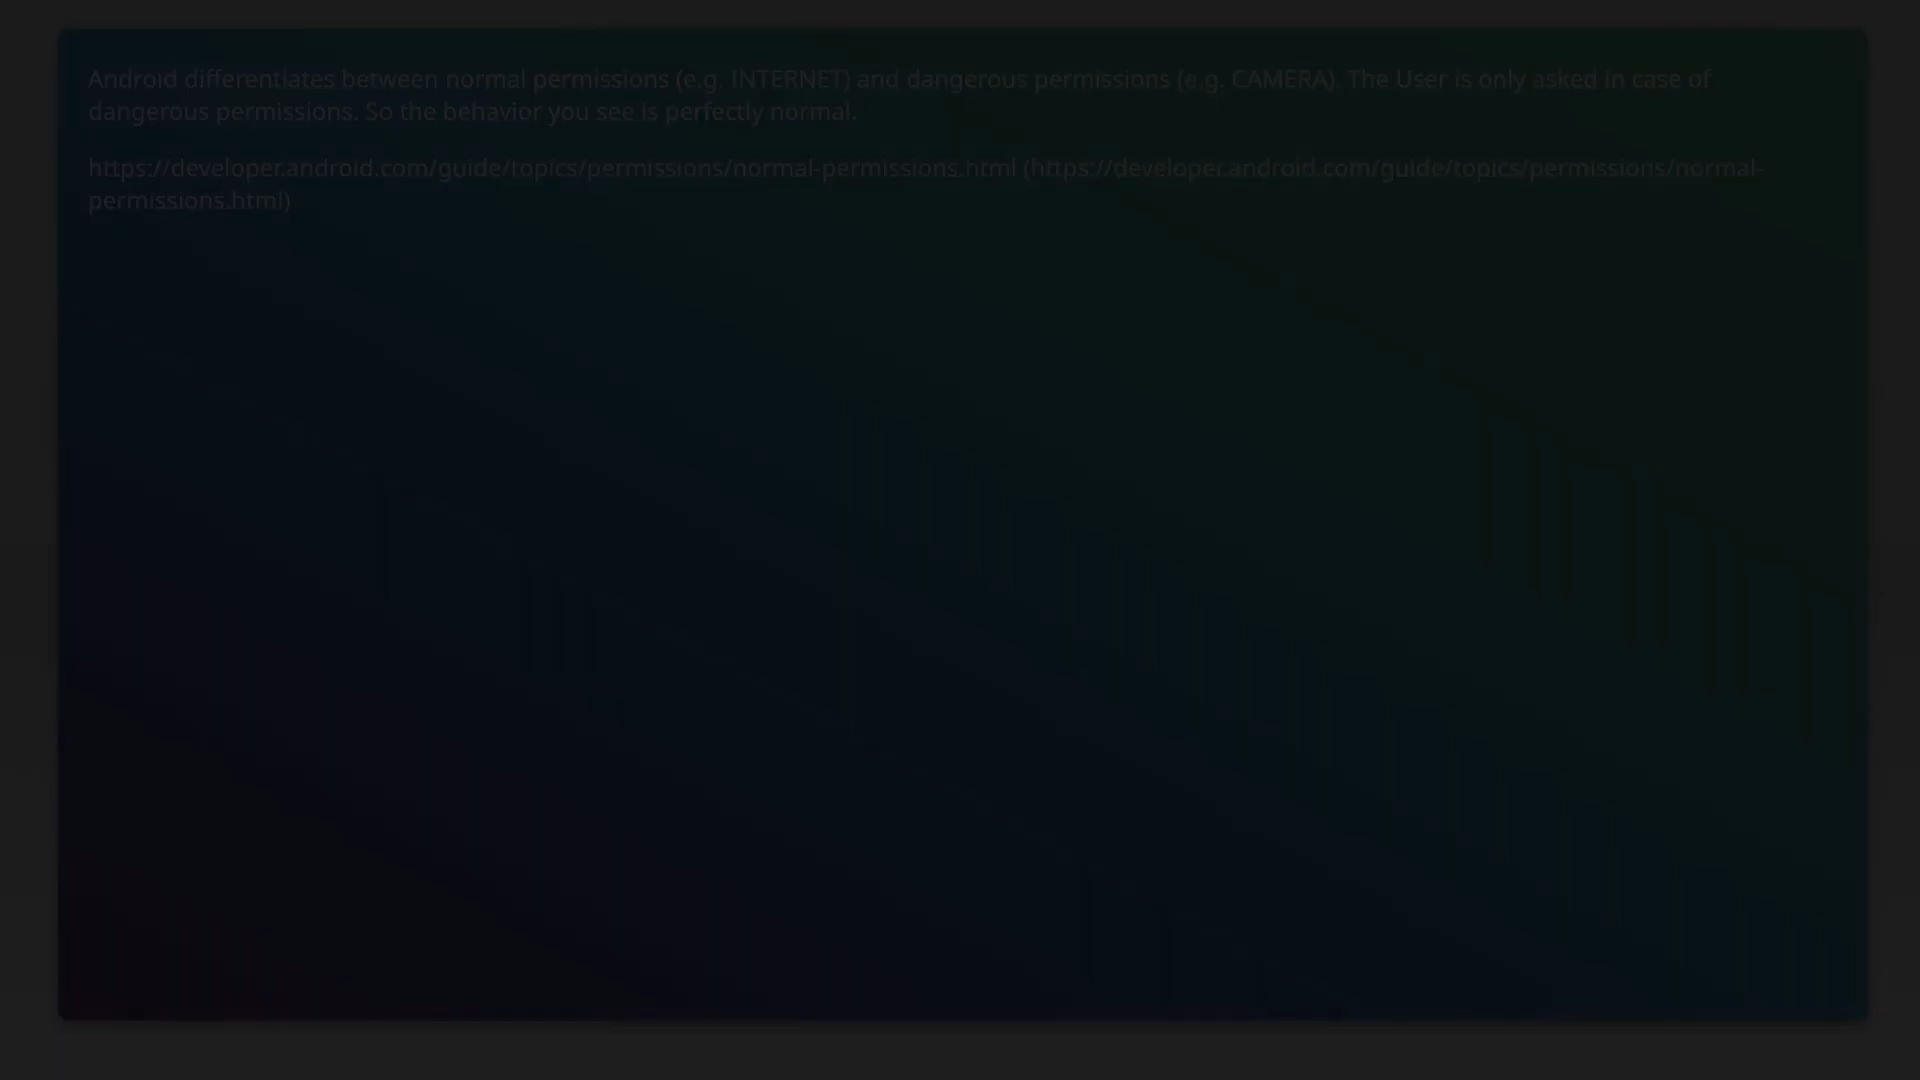 Android differentiates between normal permissions (e.g. INTERNET) and dangerous permissions (e.g. CAMERA). The User is only asked in case of
dangerous permissions. So the behavior you see is perfectly normal.
https://developer.android.com/guide/topics/permissions/normal-permissions.html (https://developer.android.com/guide/topics/permissions/normal-
permissions.html)